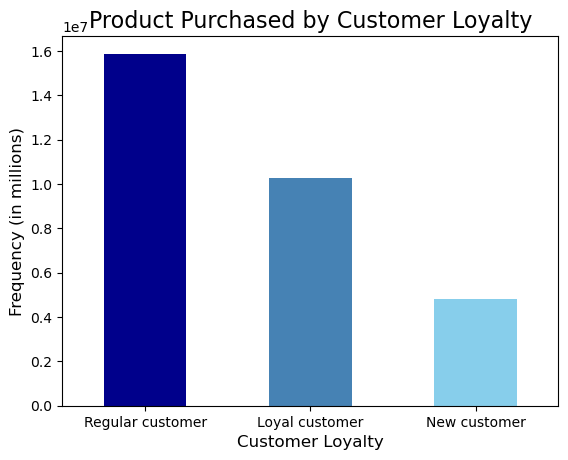 Product Purchased by Customer Loyalty
1e7
1.6
1.4
1.2
1.0
0.8
0.6
0.4
0.2
0.0
Frequency (in millions)
Regular customer
Loyal customer
New customer
Customer Loyalty